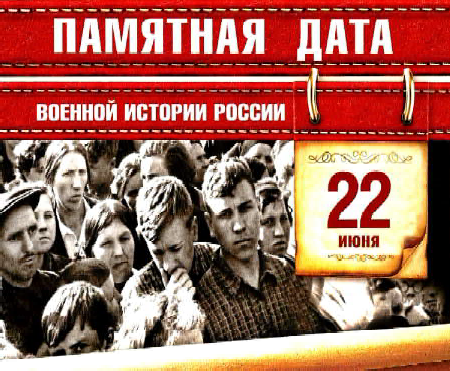 ПАМЯТНАЯ ДАТА
ВОЕННОЙ ИСТОРИИ РОССИИ
22
ИЮНЯ